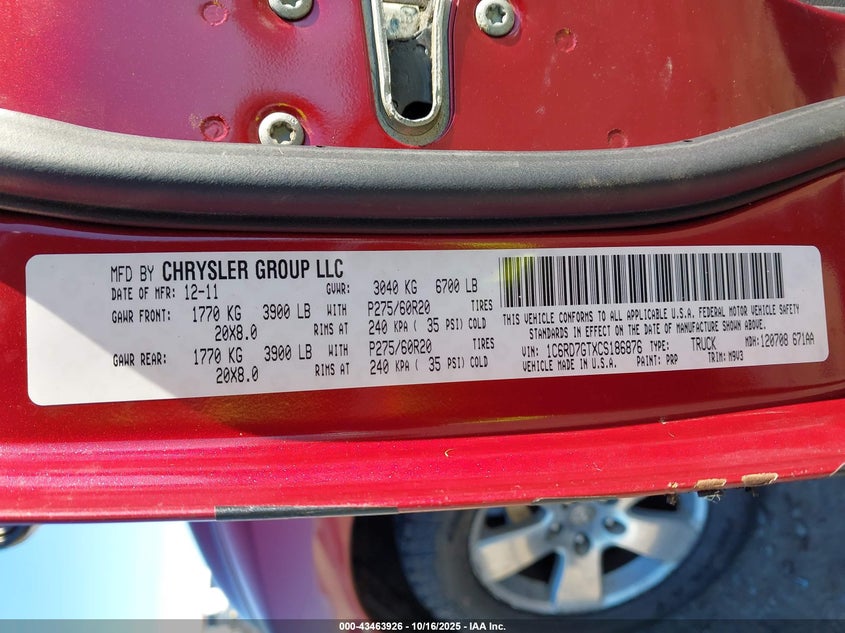 MFD BY CHRYSLER GROUP LLC
DATE OF MFR: 12-11 GVWR: 3040 KG 6700 LB
GAWR FRONT: 1770 KG 3900 LB WITH P275/60R20 TIRES
20X8.0 RIMS AT 240 KPA ( 35 PSI) COLD
GAWR REAR: 1770 KG 3900 LB WITH P275/60R20 TIRES
20X8.0 RIMS AT 240 KPA ( 35 PSI) COLD
THIS VEHICLE CONFORMS TO ALL APPLICABLE U.S.A. FEDERAL MOTOR VEHICLE SAFETY
STANDARDS IN EFFECT ON THE DATE OF MANUFACTURE SHOWN ABOVE.
VIN: 1C6RD7GTXCS186876 TYPE: TRUCK MDH: 120708 671AA
VEHICLE MADE IN U.S.A. PAINT: PRP TRIM: M9V3
000-43463926 - 10/16/2025 - IAA Inc.